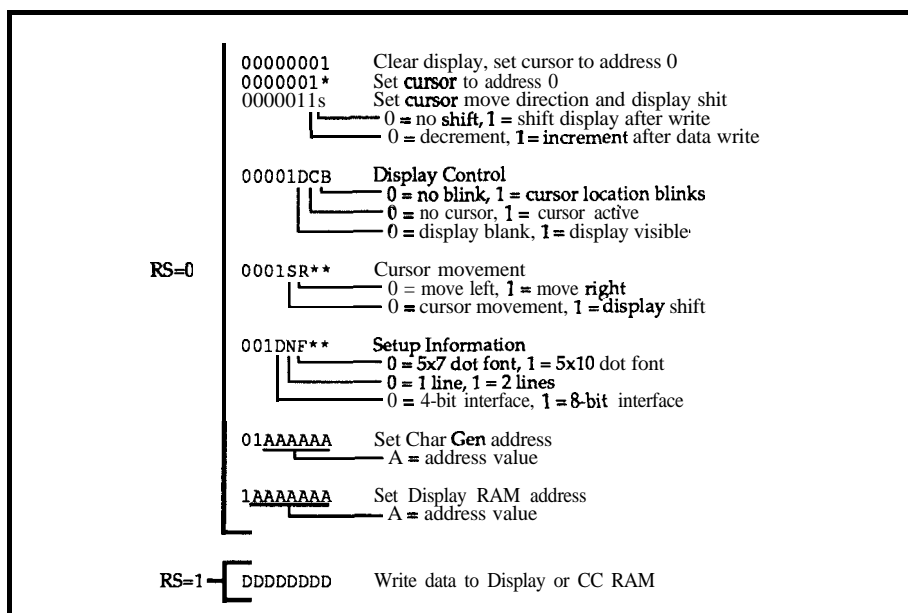 00000001 Clear display, set cursor to address 0
0000001* Set cursor to address 0
0000011s Set cursor move direction and display shit
0 = no shift, 1 = shift display after write
0 = decrement, 1 = increment after data write
00001DCB Display Control
0 = no blink, 1 = cursor location blinks
0 = no cursor, 1 = cursor active
0 = display blank, 1 = display visible
RS=0 0001SR** Cursor movement
0 = move left, 1 = move right
0 = cursor movement, 1 = display shift
001DNF** Setup Information
0 = 5x7 dot font, 1 = 5x10 dot font
0 = 1 line, 1 = 2 lines
0 = 4-bit interface, 1 = 8-bit interface
01AAAAAA Set Char Gen address
A = address value
1AAAAAAA Set Display RAM address
A = address value
RS=1 DDDDDDDD Write data to Display or CC RAM